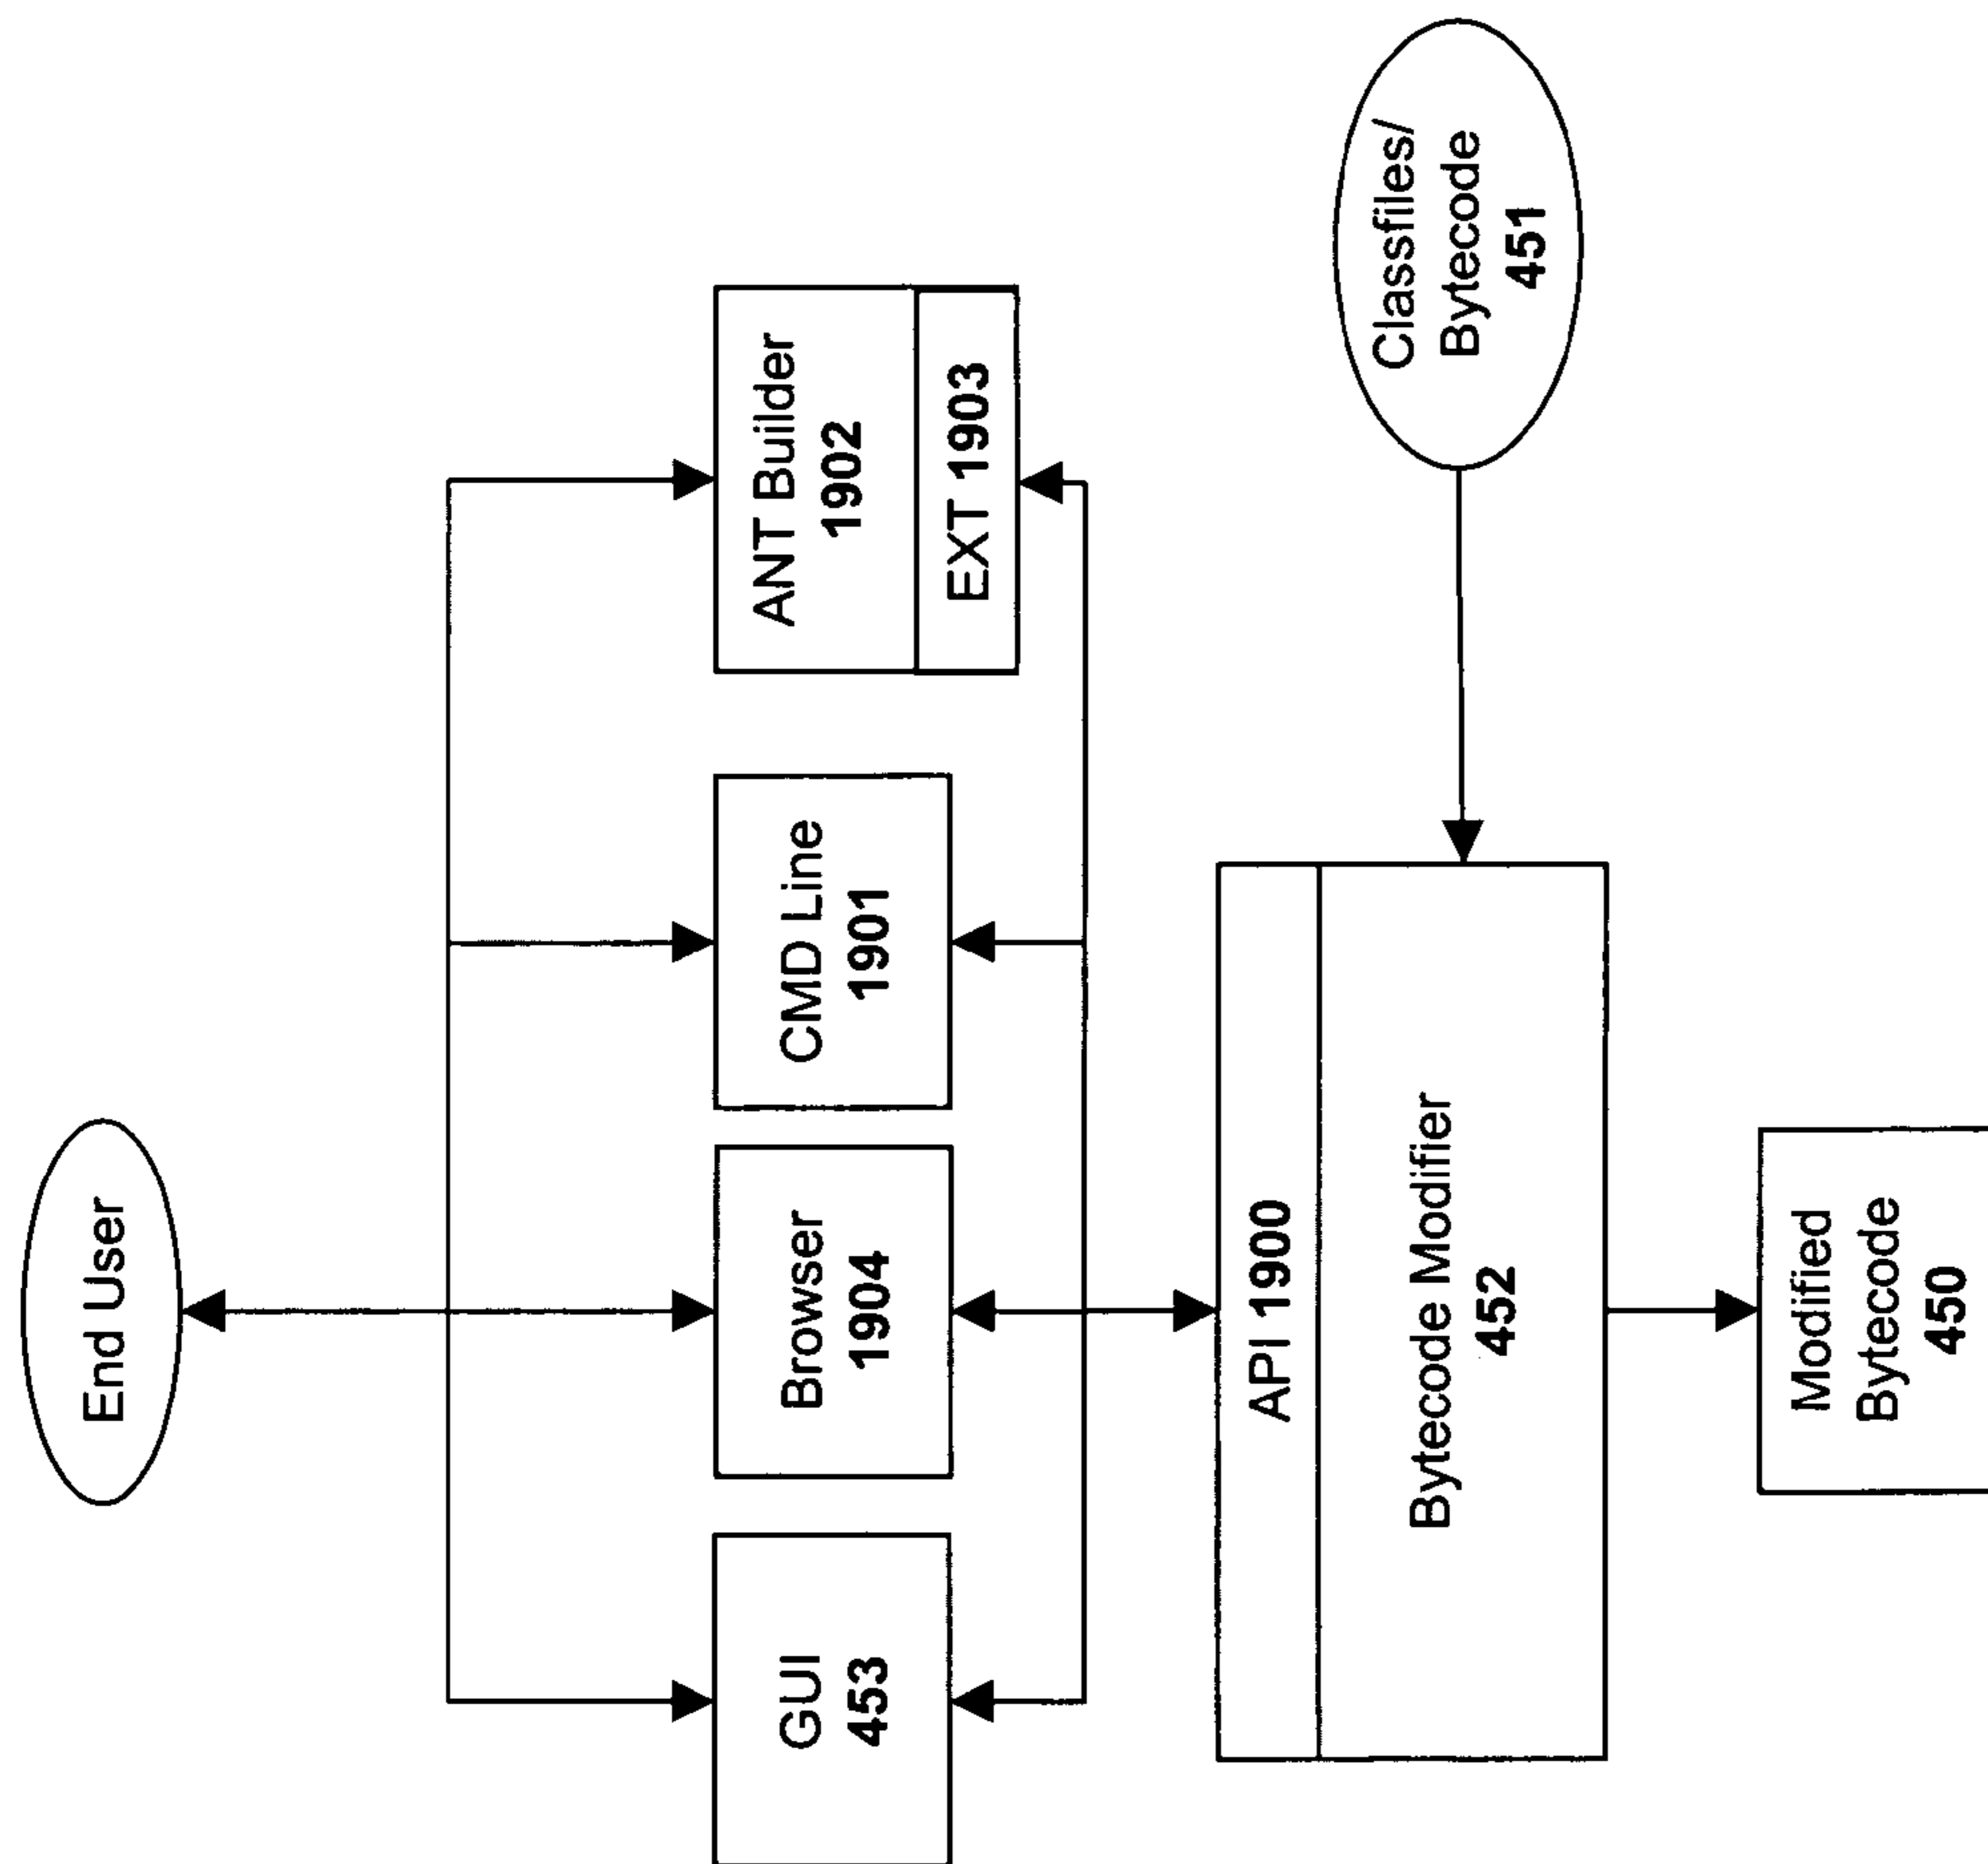 End User
GUI
453
Browser
1904
CMD Line
1901
ANT Builder
1902
EXT 1903
API 1900
Bytecode Modifier
452
Classfiles/
Bytecode
451
Modified
Bytecode
450